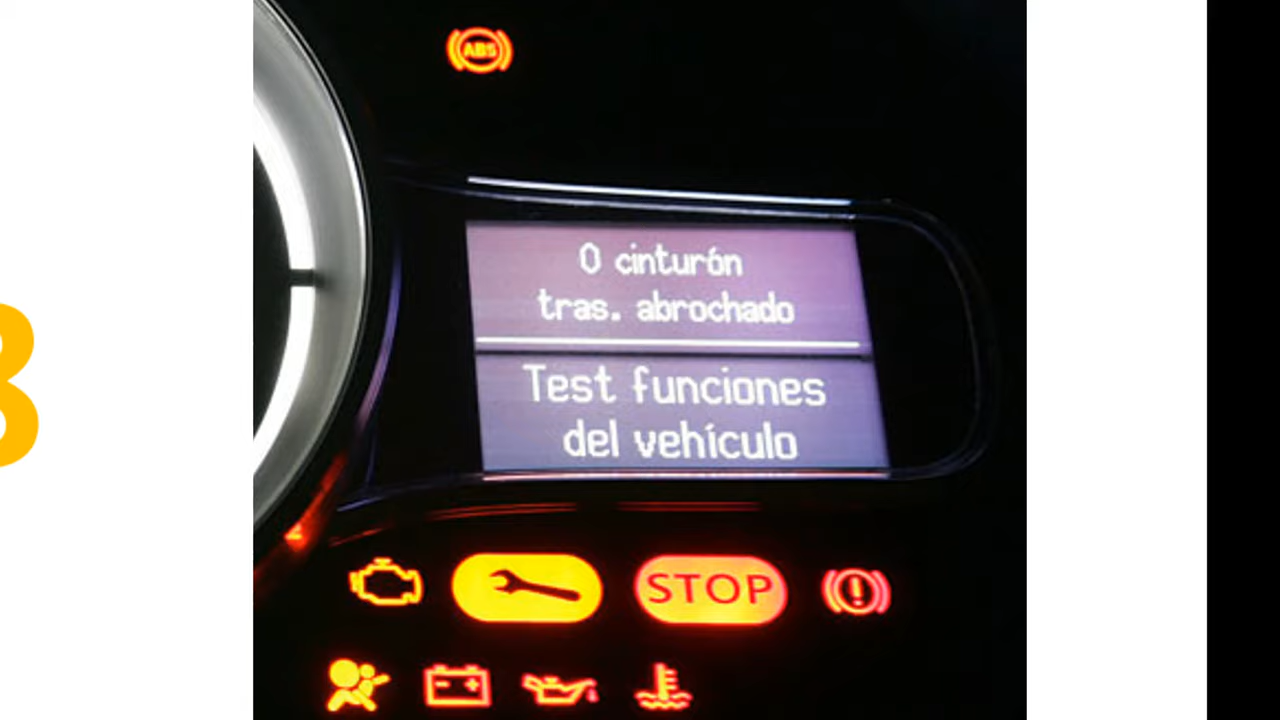 ABS
0 cinturón
tras. abrochado
Test funciones
del vehículo
STOP